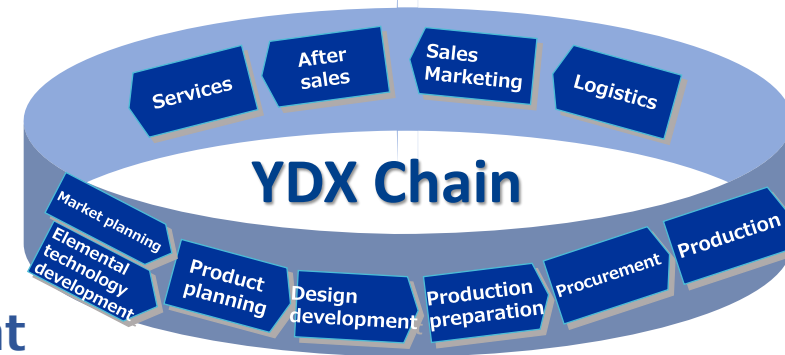 Services
After
sales
Sales
Marketing
Logistics
YDX Chain
Market planning
Elemental
technology
development
Product
planning
Design
development
Production
preparation
Procurement
Production